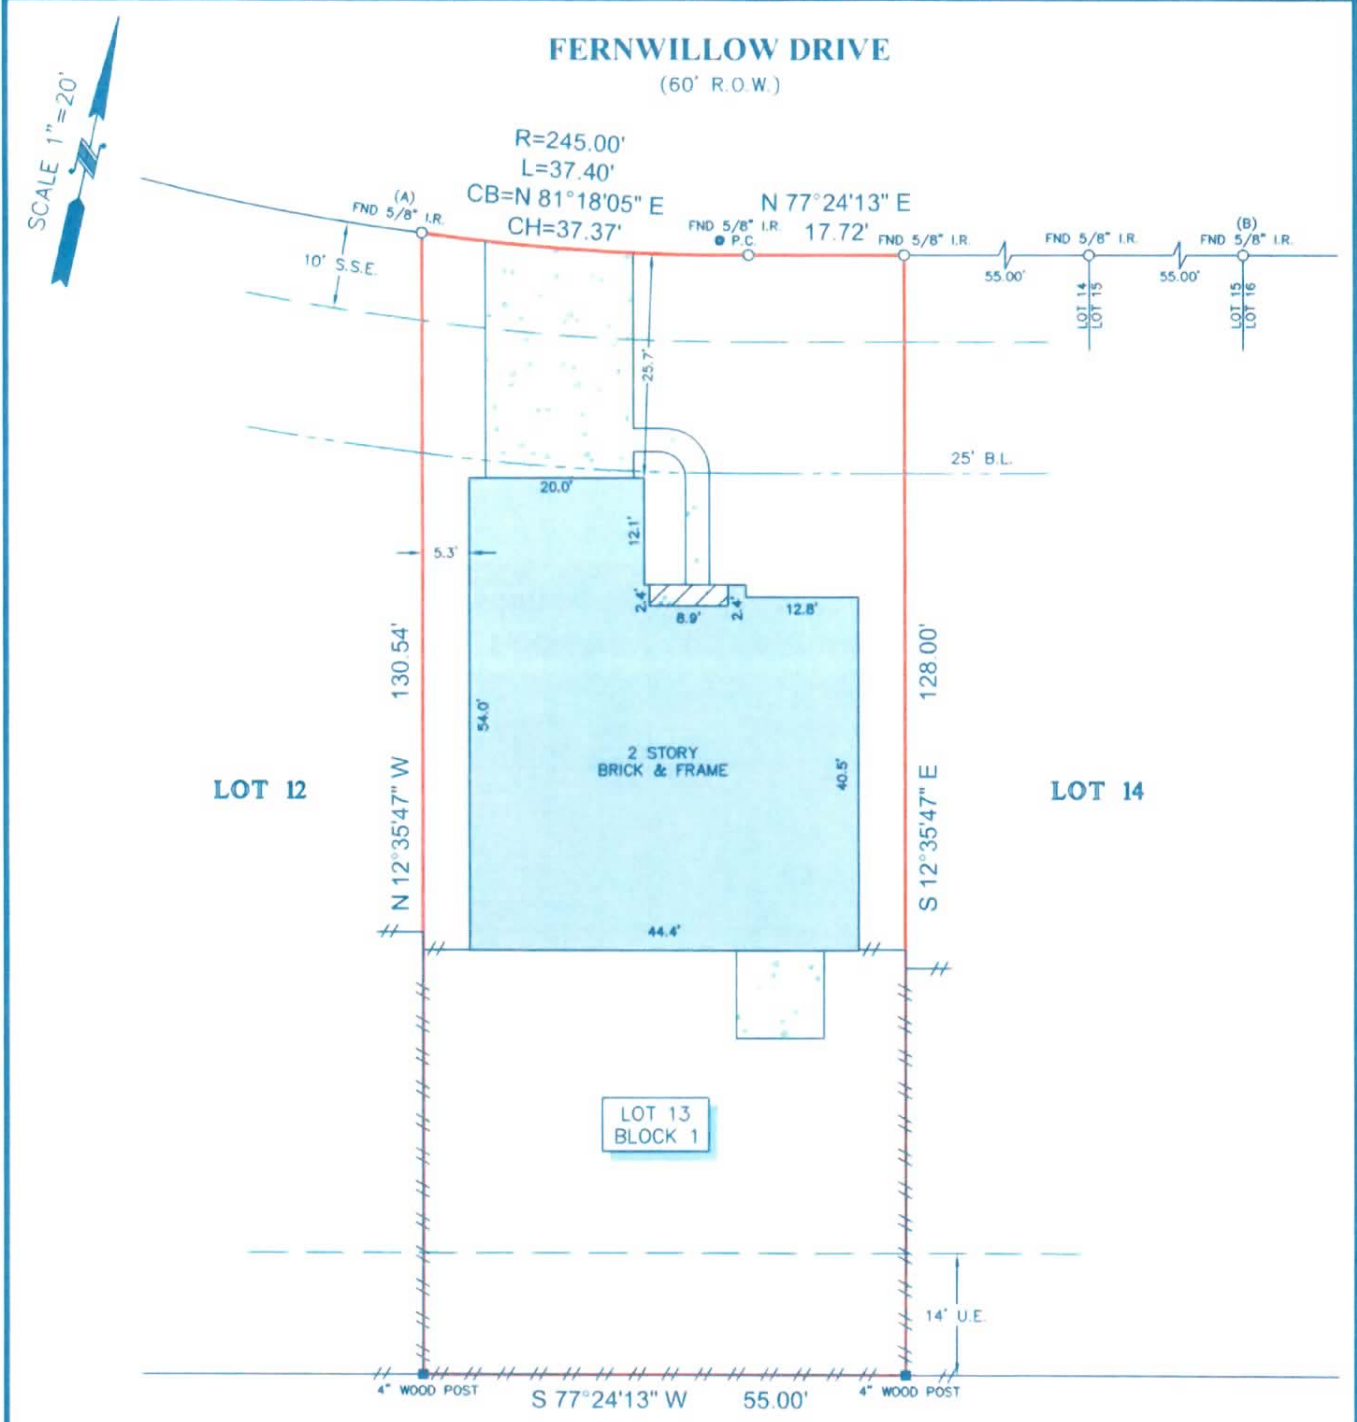 FERNWILLOW DRIVE
(60' R.O.W.)
SCALE 1"=20'
R=245.00'
L=37.40'
CB=N 81°18'05" E
CH=37.37'
N 77°24'13" E
17.72'
(A)
FND 5/8" I.R.
FND 5/8" I.R.
P.C.
FND 5/8" I.R.
FND 5/8" I.R.
(B)
FND 5/8" I.R.
55.00'
55.00'
LOT 14
LOT 15
LOT 15
LOT 16
10' S.S.E.
25.7'
25' B.L.
20.0'
12.1'
5.3'
2.4'
8.9'
2.4'
12.8'
N 12°35'47" W 130.54'
54.0'
2 STORY
BRICK & FRAME
40.5'
S 12°35'47" E 128.00'
LOT 12
LOT 14
44.4'
LOT 13
BLOCK 1
14' U.E.
4" WOOD POST
S 77°24'13" W 55.00'
4" WOOD POST